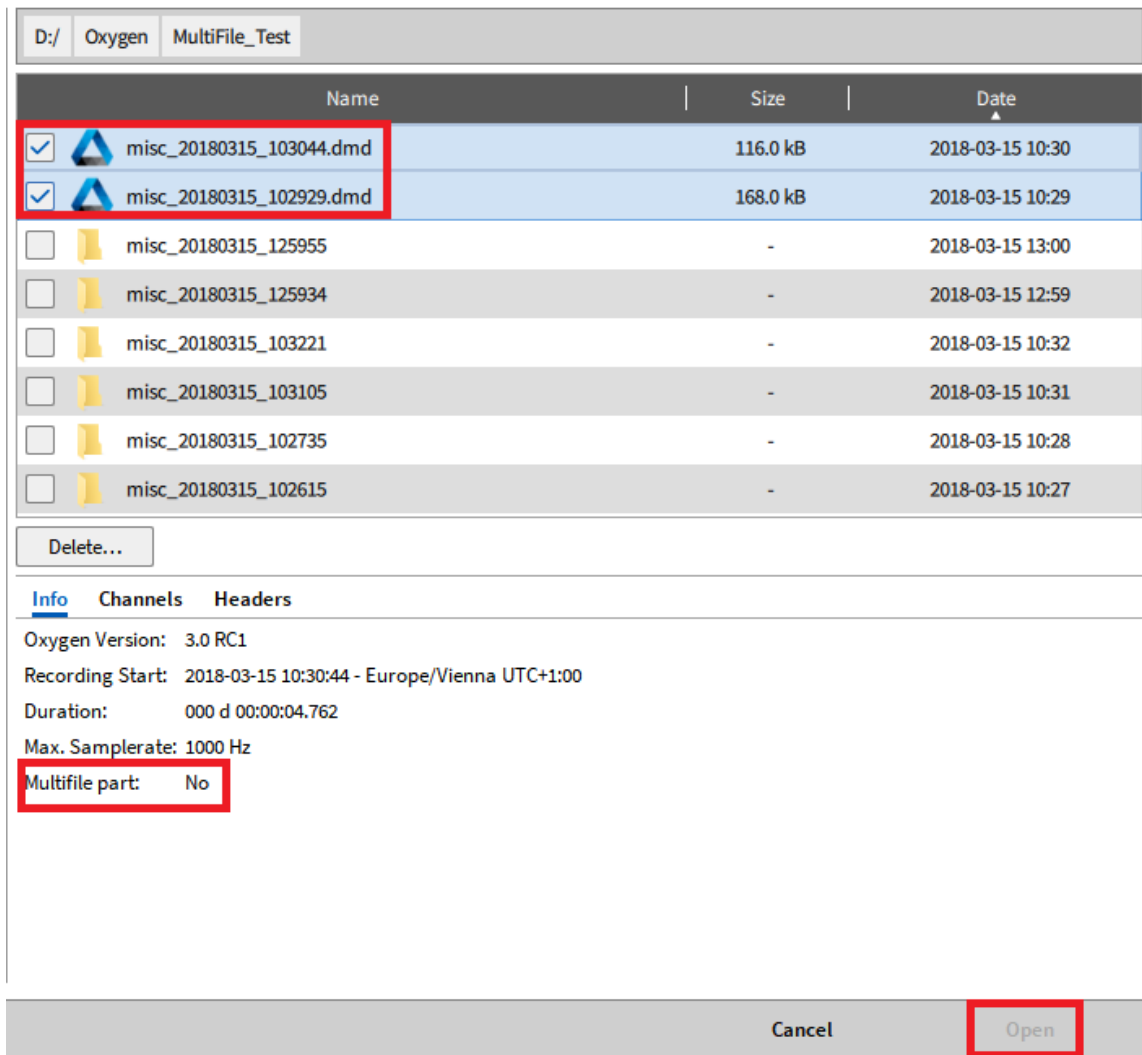 D:/ Oxygen MultiFile_Test
Name Size Date
misc_20180315_103044.dmd 116.0 kB 2018-03-15 10:30
misc_20180315_102929.dmd 168.0 kB 2018-03-15 10:29
misc_20180315_125955 - 2018-03-15 13:00
misc_20180315_125934 - 2018-03-15 12:59
misc_20180315_103221 - 2018-03-15 10:32
misc_20180315_103105 - 2018-03-15 10:31
misc_20180315_102735 - 2018-03-15 10:28
misc_20180315_102615 - 2018-03-15 10:27
Delete...
Info Channels Headers
Oxygen Version: 3.0 RC1
Recording Start: 2018-03-15 10:30:44 - Europe/Vienna UTC+1:00
Duration: 000 d 00:00:04.762
Max. Samplerate: 1000 Hz
Multifile part: No
Cancel Open